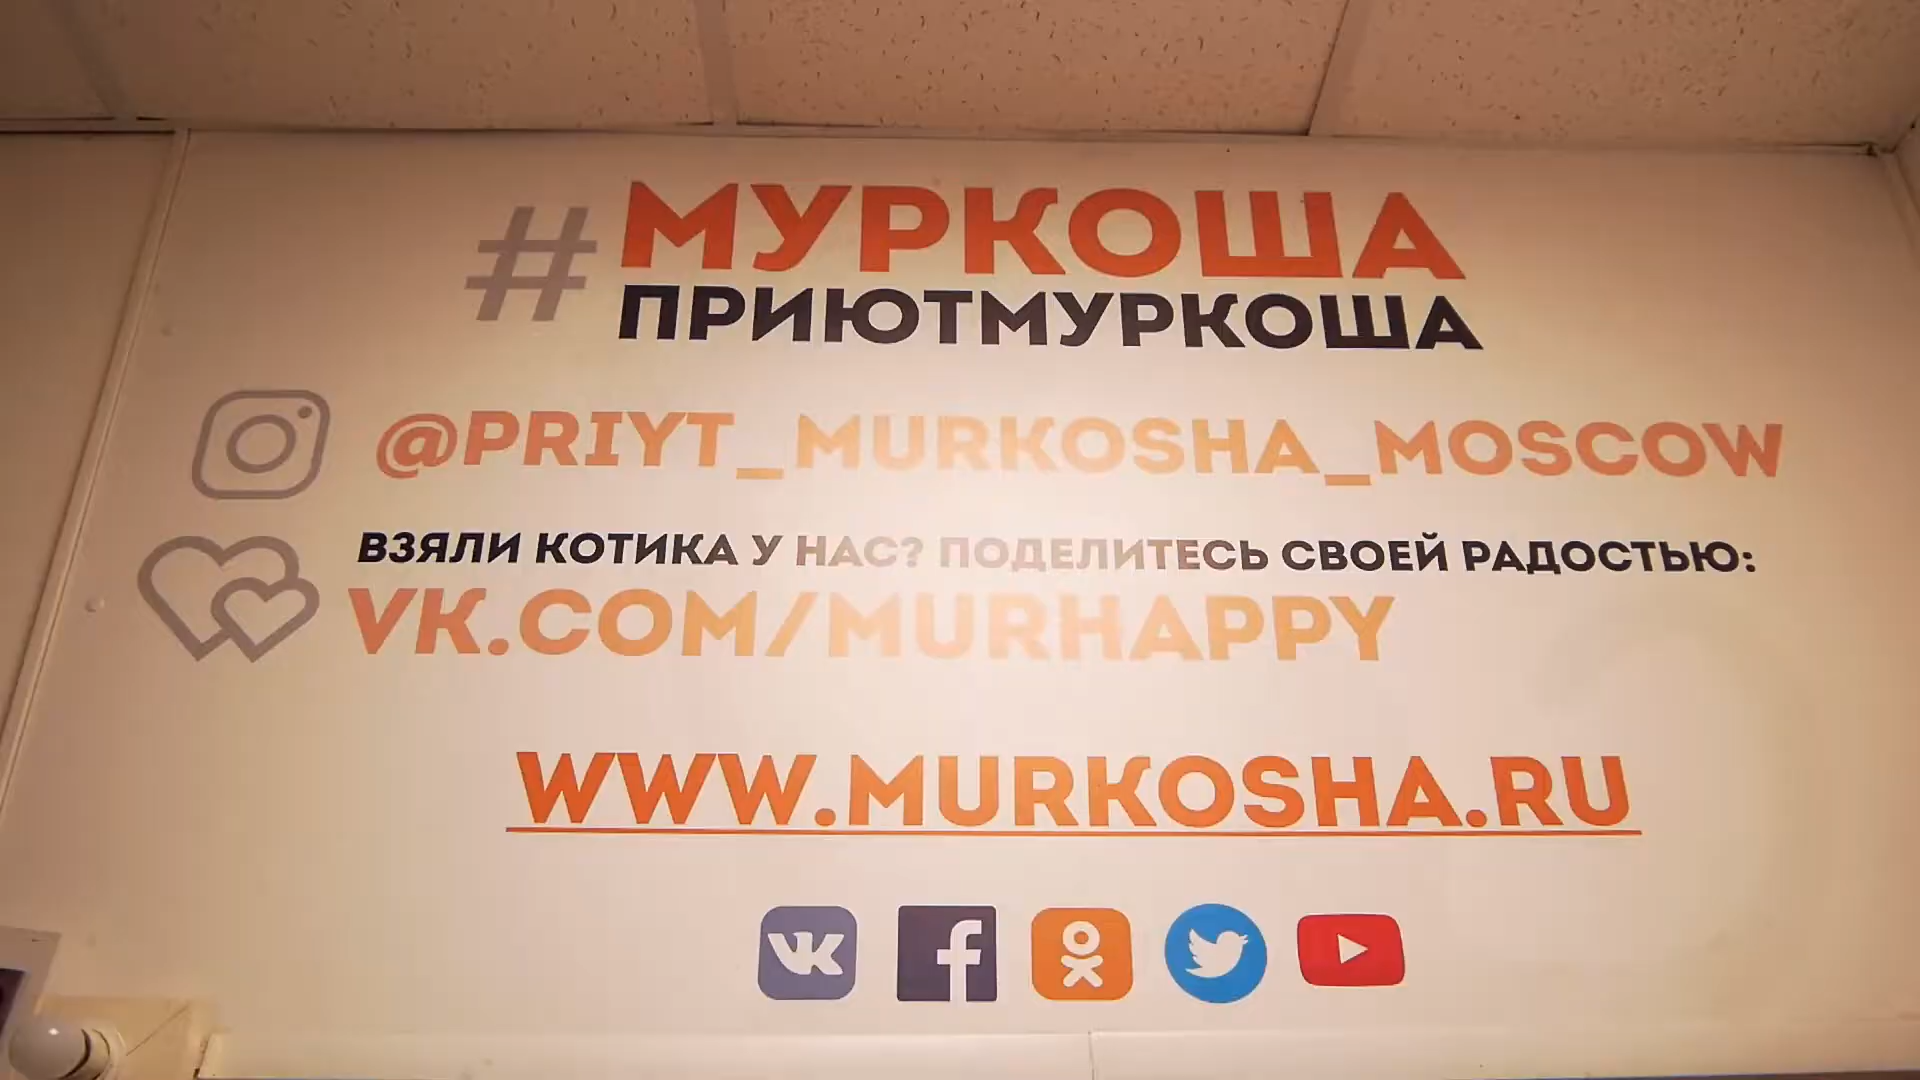 #МУРКОША
ПРИЮТМУРКОША
@PRIYT_MURKOSHA_MOSCOW
ВЗЯЛИ КОТИКА У НАС? ПОДЕЛИТЕСЬ СВОЕЙ РАДОСТЬЮ:
VK.COM/MURHAPPY
WWW.MURKOSHA.RU